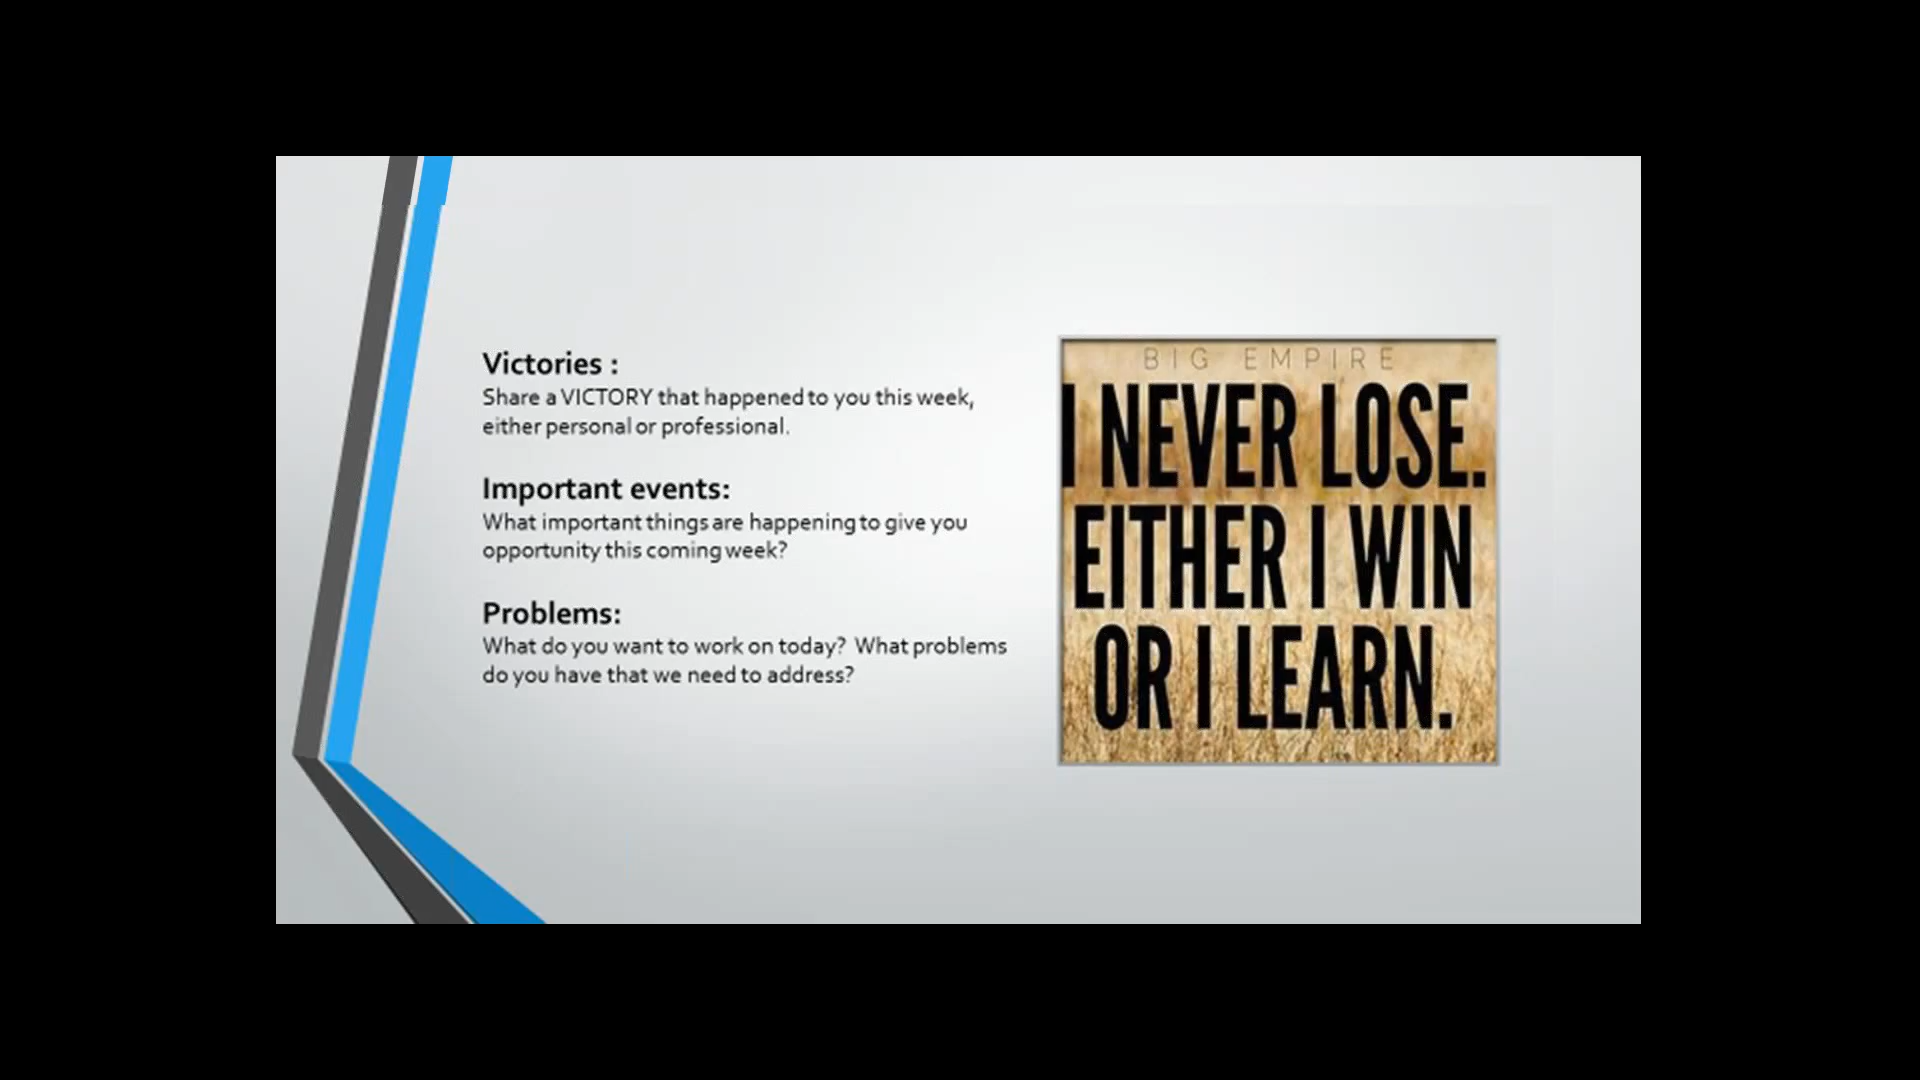 Victories :
Share a VICTORY that happened to you this week,
either personal or professional.
Important events:
What important things are happening to give you
opportunity this coming week?
Problems:
What do you want to work on today?  What problems
do you have that we need to address?
BIG EMPIRE
I NEVER LOSE.
EITHER I WIN
OR I LEARN.